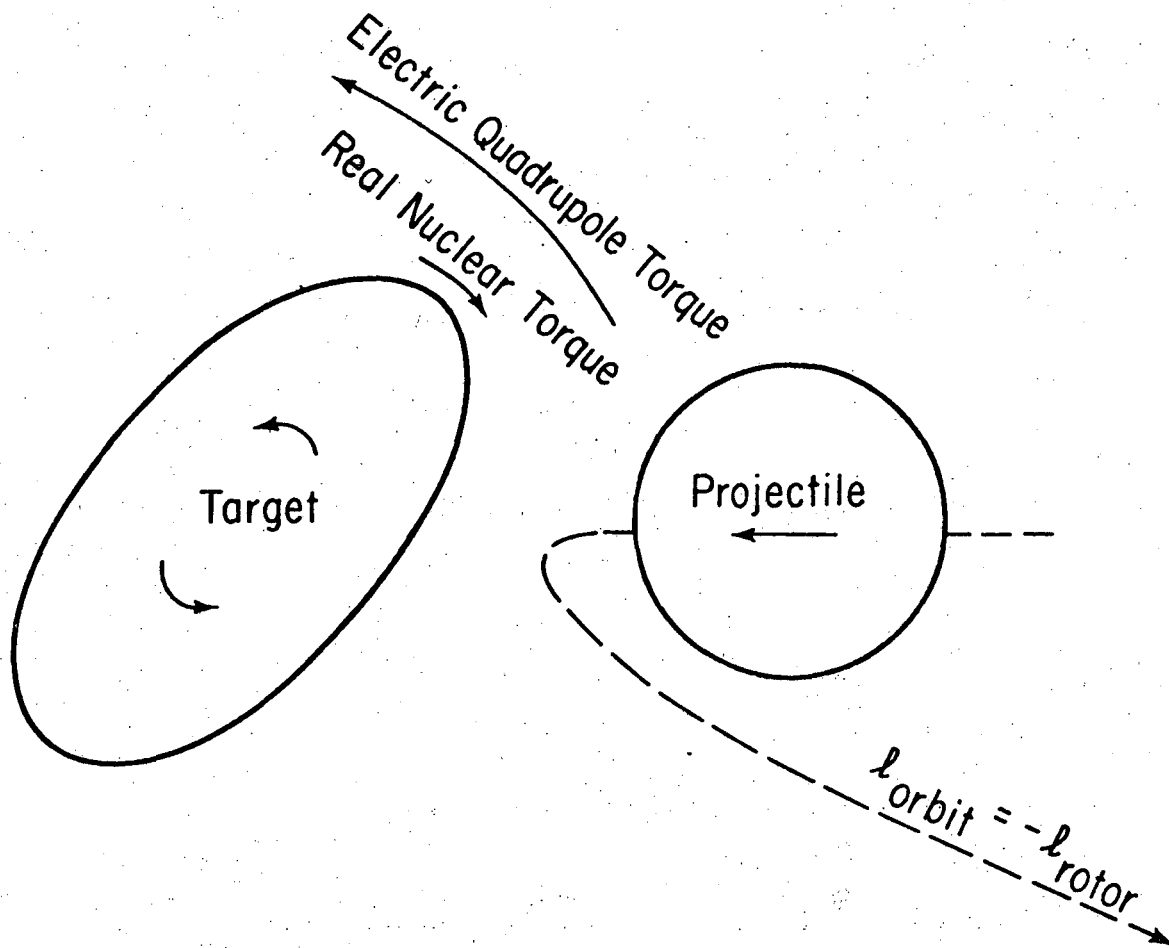 Electric Quadrupole Torque
Real Nuclear Torque
Target
Projectile
ℓorbit = -ℓrotor